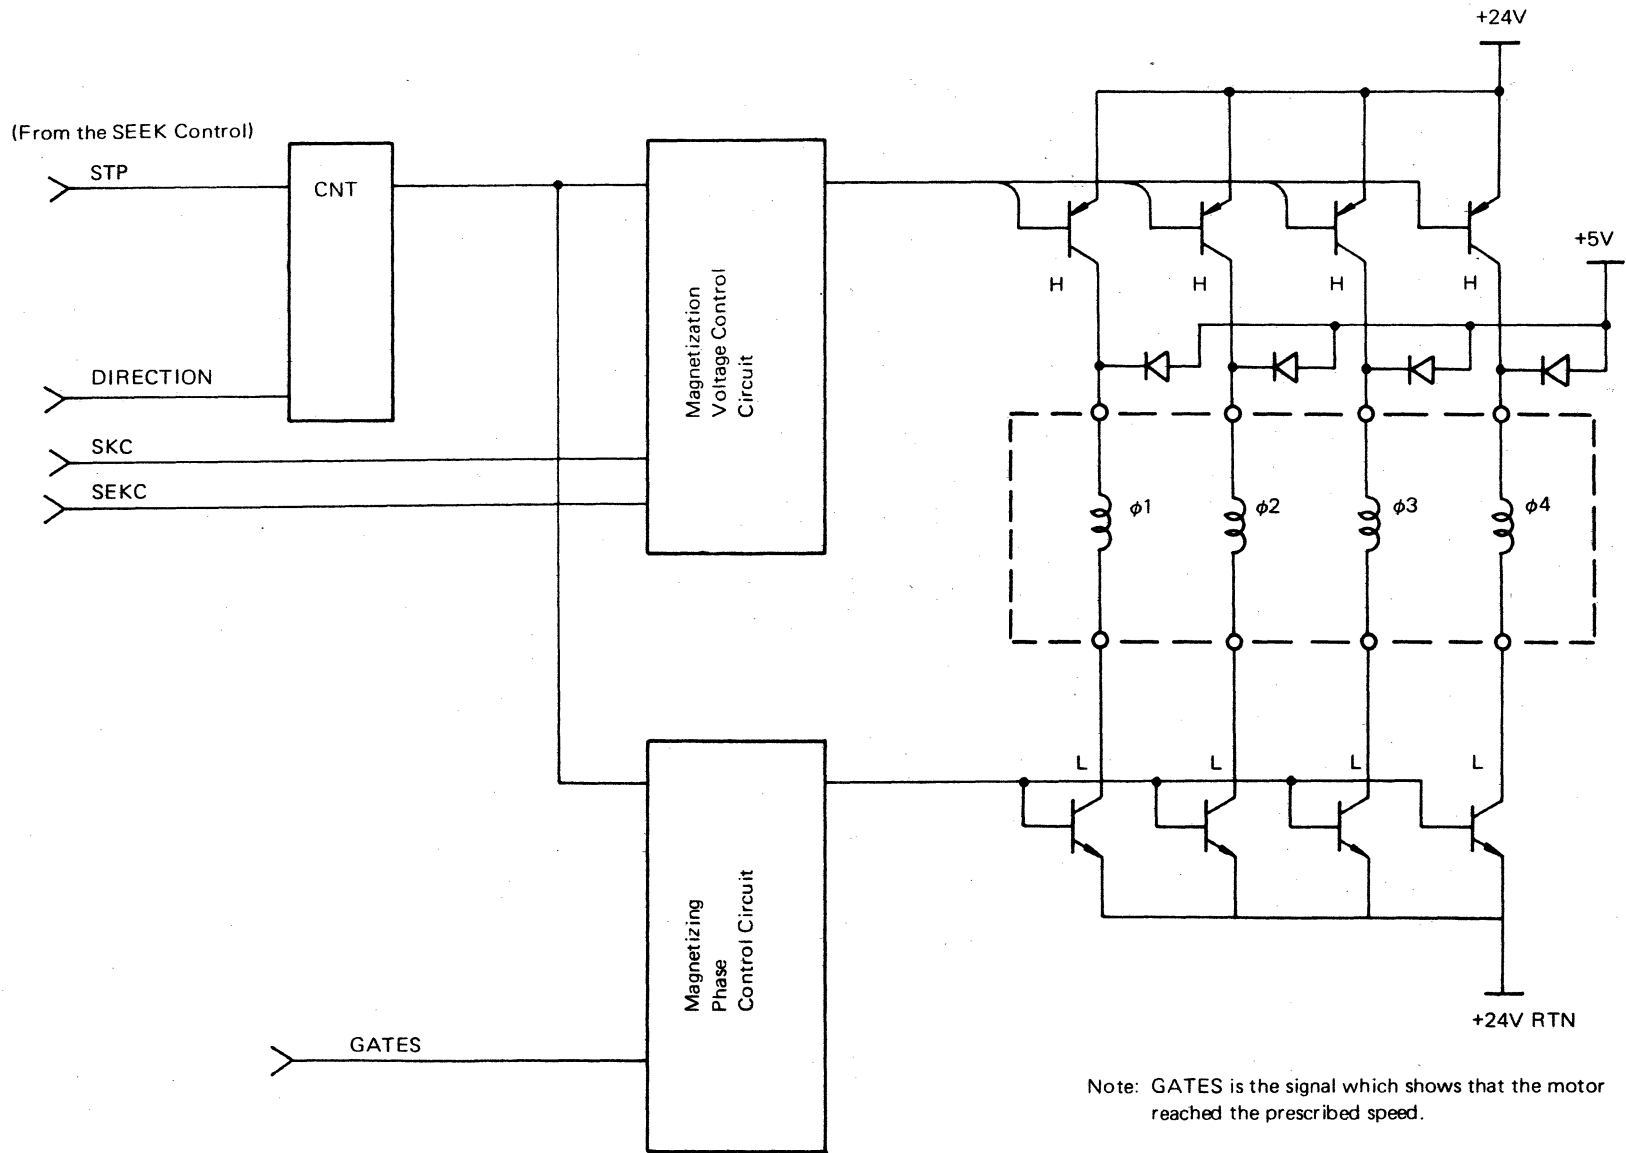 +24V
(From the SEEK Control)
STP
CNT
+5V
H
H
H
H
DIRECTION
Magnetization
Voltage Control
Circuit
SKC
SEKC
ϕ1
ϕ2
ϕ3
ϕ4
L
L
L
L
Magnetizing
Phase
Control Circuit
+24V RTN
GATES
Note: GATES is the signal which shows that the motor
reached the prescribed speed.